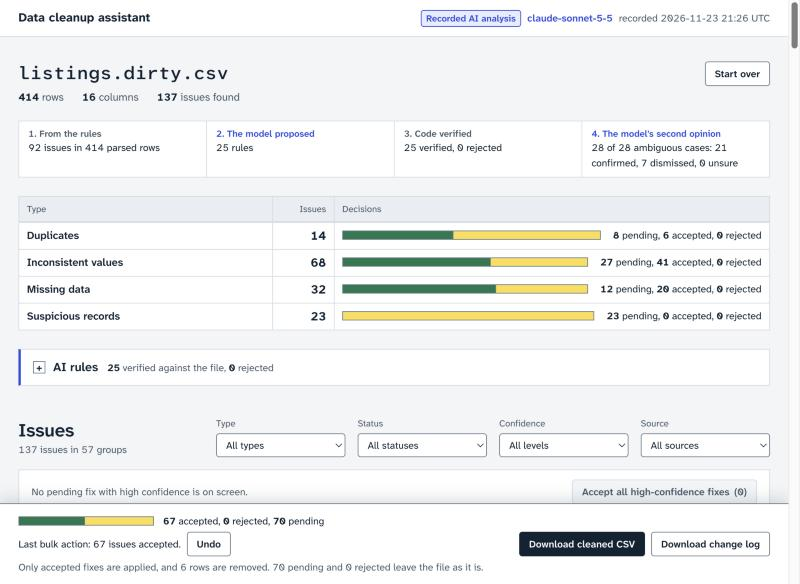 Data cleanup assistant
Recorded AI analysis claude-sonnet-5-5 recorded 2026-11-23 21:26 UTC
listings.dirty.csv
Start over
414 rows 16 columns 137 issues found
1. From the rules
92 issues in 414 parsed rows
2. The model proposed
25 rules
3. Code verified
25 verified, 0 rejected
4. The model's second opinion
28 of 28 ambiguous cases: 21
confirmed, 7 dismissed, 0 unsure
Type Issues Decisions
Duplicates 14 8 pending, 6 accepted, 0 rejected
Inconsistent values 68 27 pending, 41 accepted, 0 rejected
Missing data 32 12 pending, 20 accepted, 0 rejected
Suspicious records 23 23 pending, 0 accepted, 0 rejected
+ AI rules 25 verified against the file, 0 rejected
Issues
137 issues in 57 groups
Type Status Confidence Source
All types All statuses All levels All sources
No pending fix with high confidence is on screen.
Accept all high-confidence fixes (0)
67 accepted, 0 rejected, 70 pending
Last bulk action: 67 issues accepted. Undo
Download cleaned CSV Download change log
Only accepted fixes are applied, and 6 rows are removed. 70 pending and 0 rejected leave the file as it is.